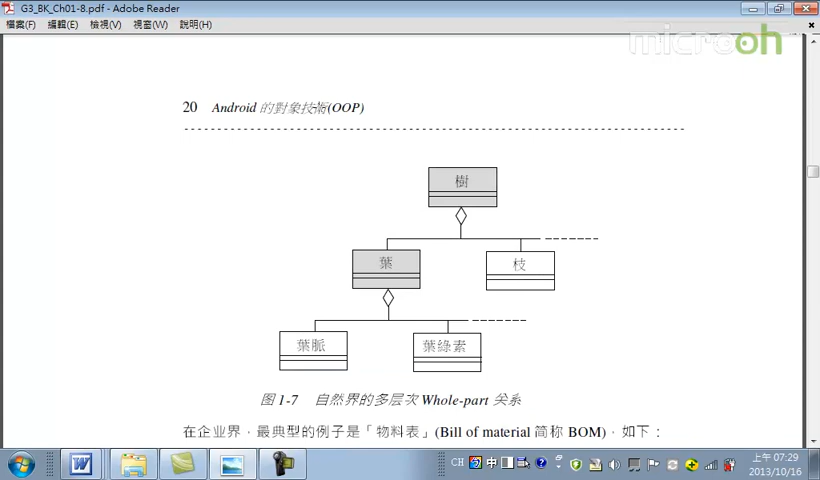 G3_BK_Ch01-8.pdf - Adobe Reader
檔案(F) 編輯(E) 檢視(V) 視窗(W) 說明(H)
microoh
20 Android 的對象技術(OOP)
樹
葉
枝
葉脈
葉綠素
图 1-7 自然界的多层次 Whole-part 关系
在企业界，最典型的例子是「物料表」(Bill of material 简称 BOM)，如下：
CH 中
上午 07:29
2013/10/16